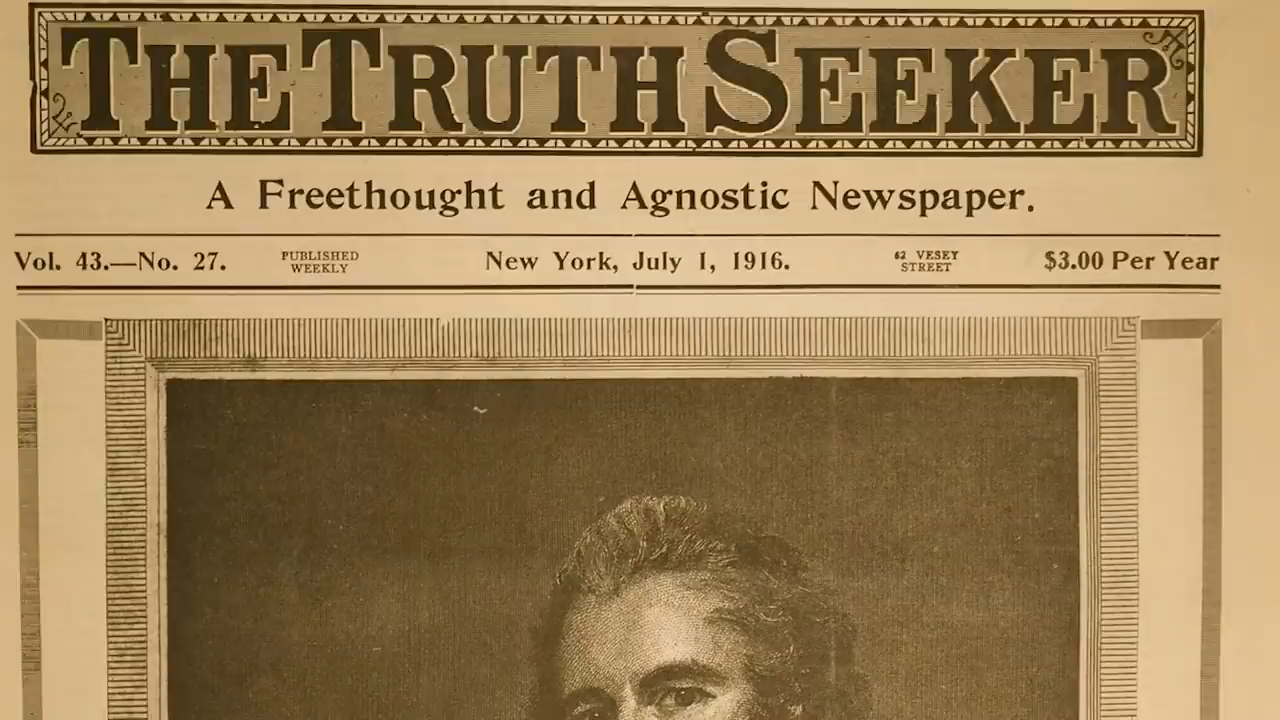 THE TRUTH SEEKER
A Freethought and Agnostic Newspaper.
Vol. 43.—No. 27. PUBLISHED WEEKLY New York, July 1, 1916. 62 VESEY STREET $3.00 Per Year